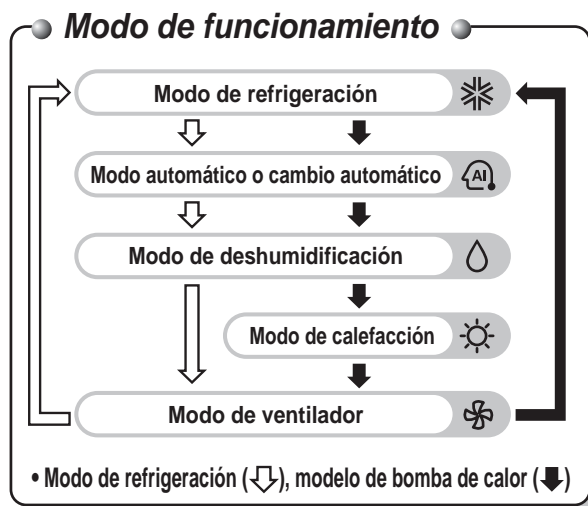 Modo de funcionamiento
Modo de refrigeración
Modo automático o cambio automático
AI
Modo de deshumidificación
Modo de calefacción
Modo de ventilador
• Modo de refrigeración (⇩), modelo de bomba de calor (⬇)